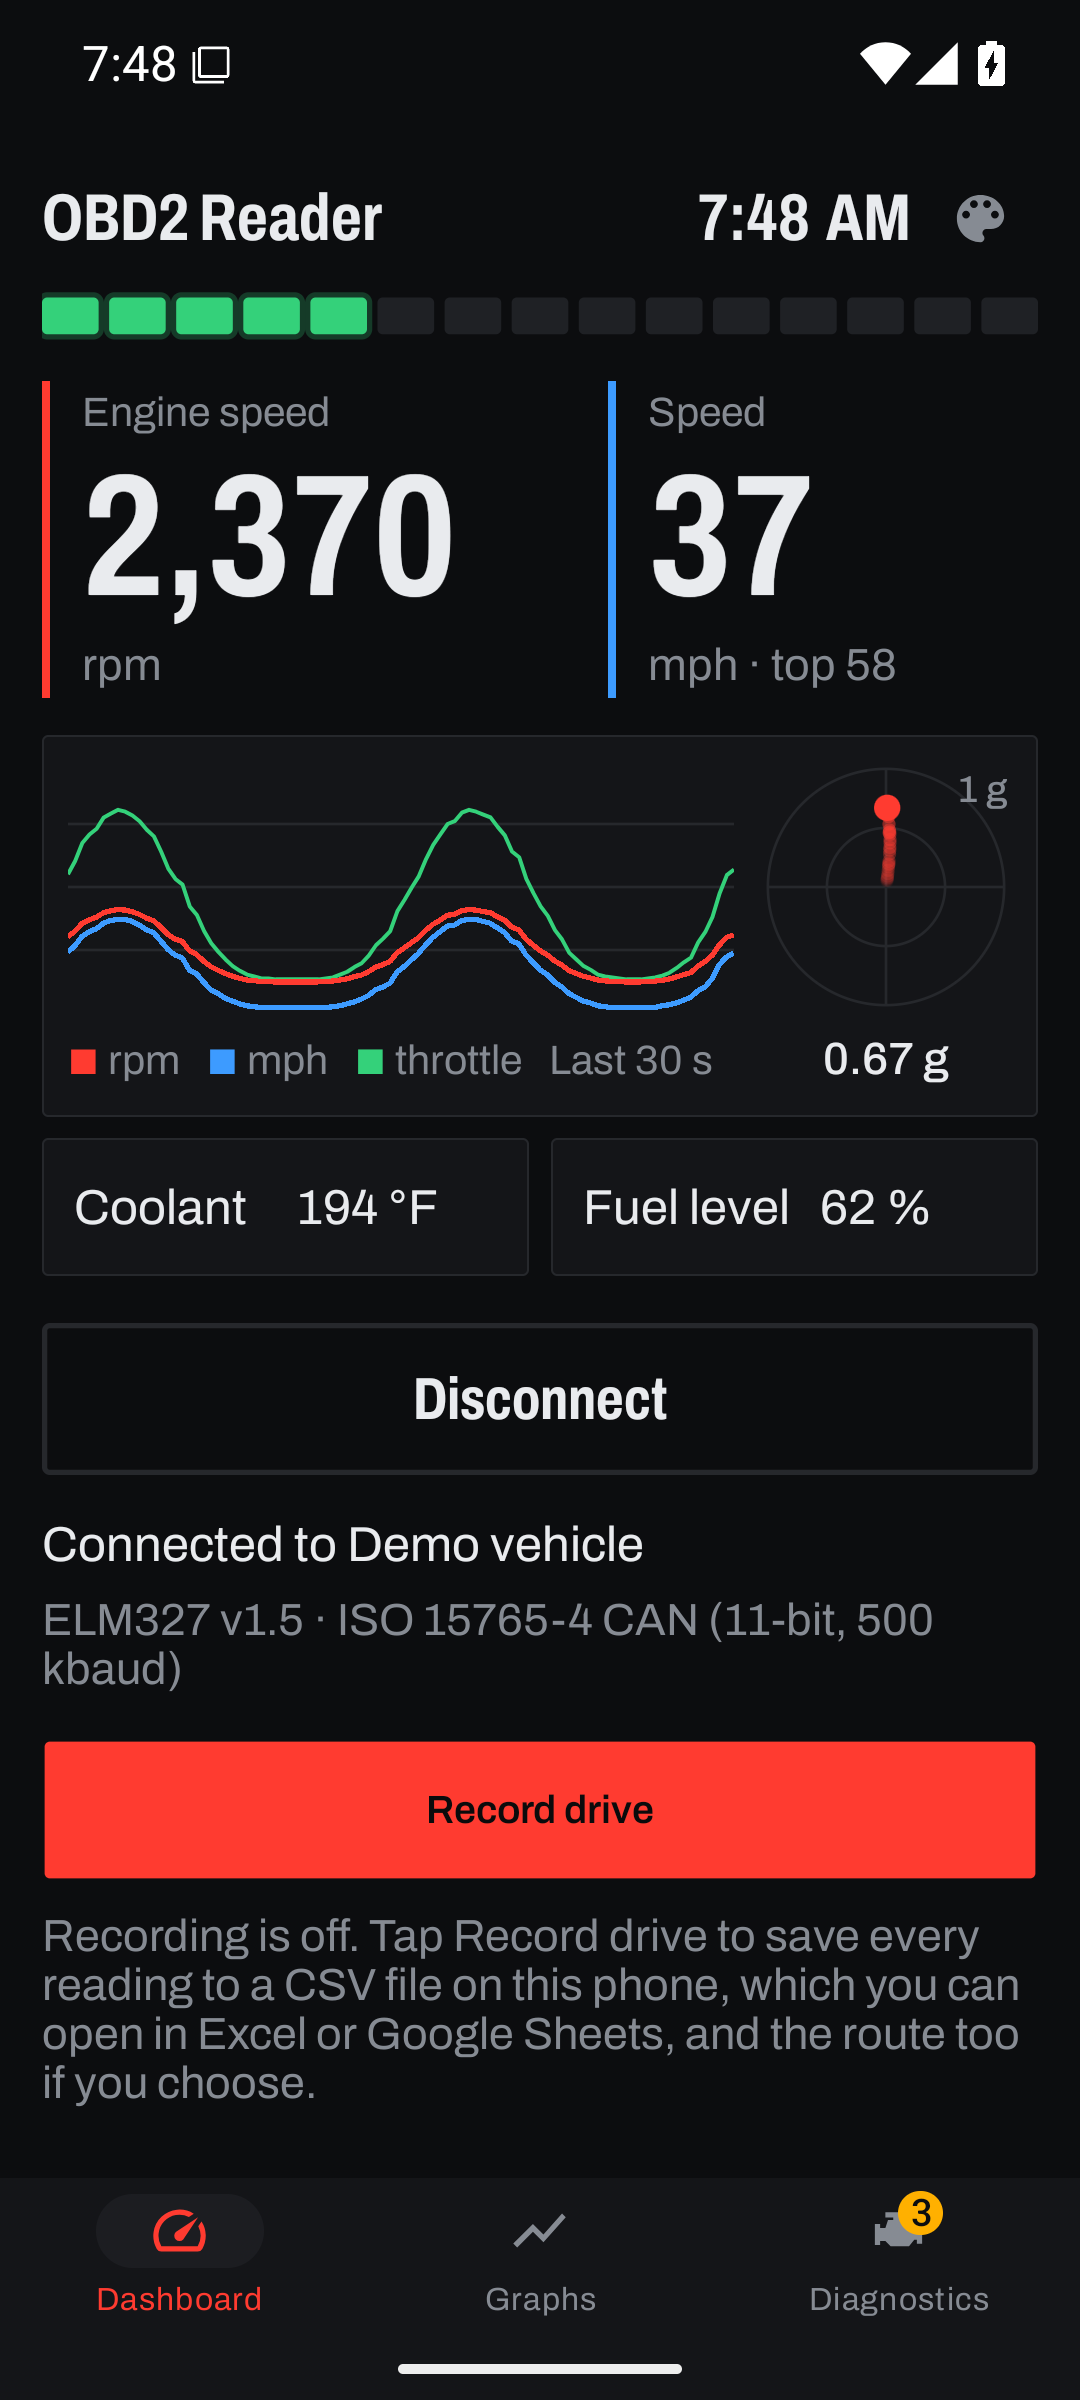 7:48
OBD2 Reader
7:48 AM
Engine speed
2,370
rpm
Speed
37
mph · top 58
1 g
rpm mph throttle Last 30 s
0.67 g
Coolant 194 °F
Fuel level 62 %
Disconnect
Connected to Demo vehicle
ELM327 v1.5 · ISO 15765-4 CAN (11-bit, 500
kbaud)
Record drive
Recording is off. Tap Record drive to save every
reading to a CSV file on this phone, which you can
open in Excel or Google Sheets, and the route too
if you choose.
3
Dashboard
Graphs
Diagnostics